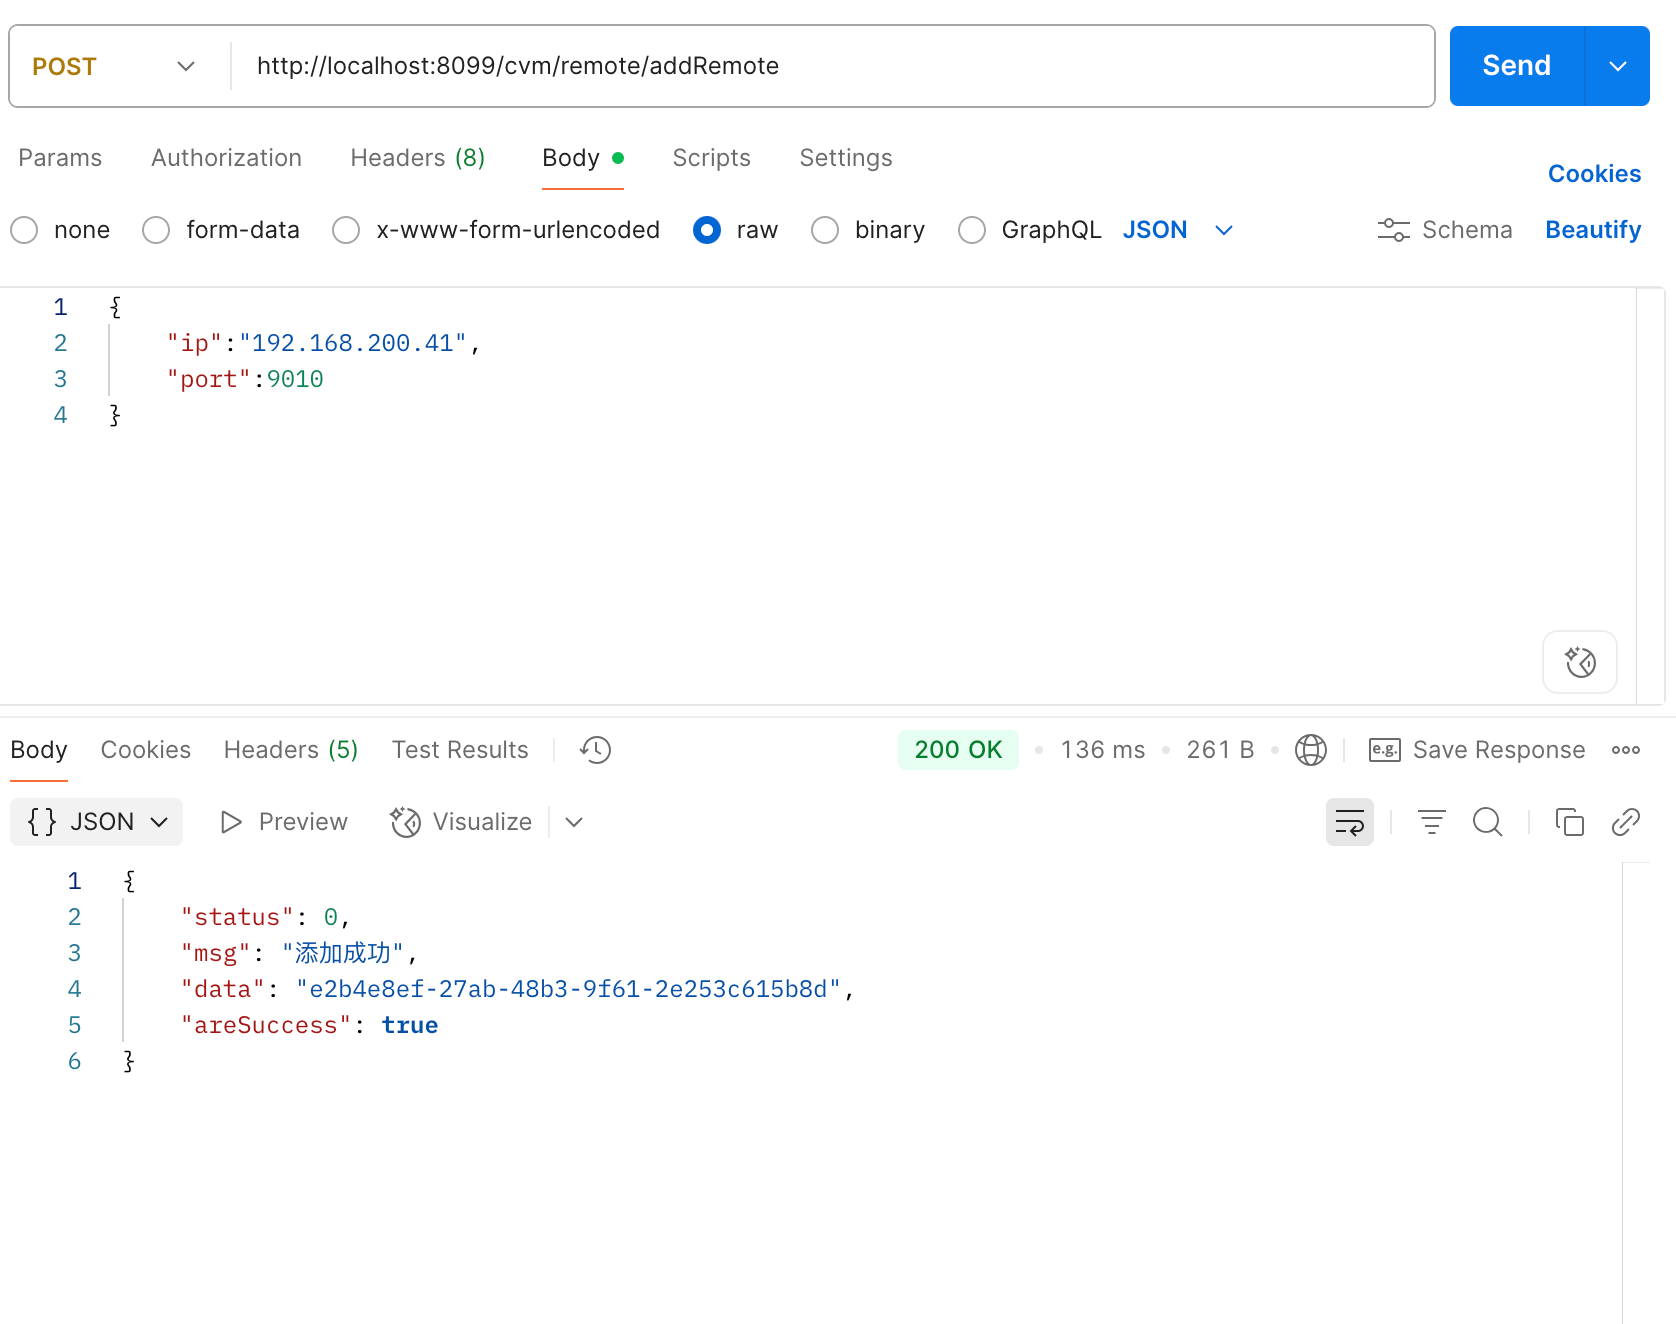 POST http://localhost:8099/cvm/remote/addRemote Send
Params Authorization Headers (8) Body Scripts Settings Cookies
none form-data x-www-form-urlencoded raw binary GraphQL JSON Schema Beautify
1 {
2 "ip":"192.168.200.41",
3 "port":9010
4 }
Body Cookies Headers (5) Test Results 200 OK 136 ms 261 B e.g. Save Response
{} JSON Preview Visualize
1 {
2 "status": 0,
3 "msg": "添加成功",
4 "data": "e2b4e8ef-27ab-48b3-9f61-2e253c615b8d",
5 "areSuccess": true
6 }